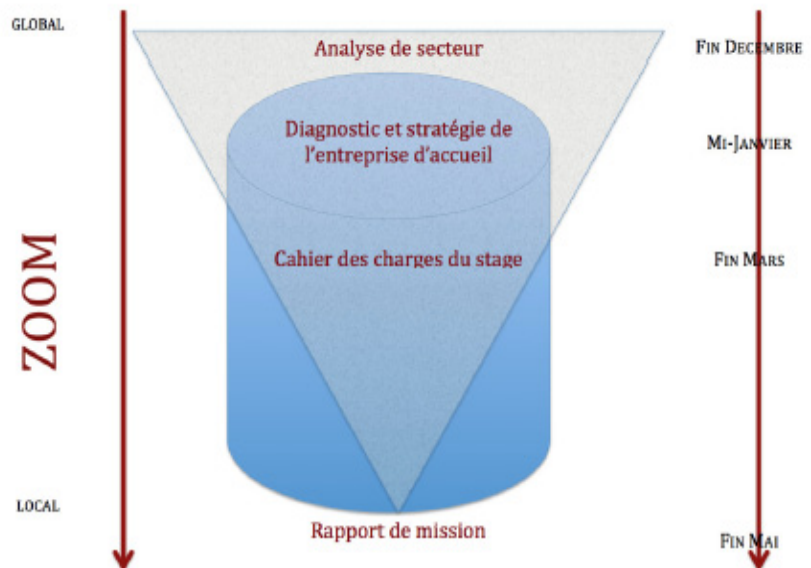 GLOBAL
Analyse de secteur
FIN DECEMBRE
Diagnostic et stratégie de
l'entreprise d'accueil
MI-JANVIER
ZOOM
Cahier des charges du stage
FIN MARS
LOCAL
Rapport de mission
FIN MAI